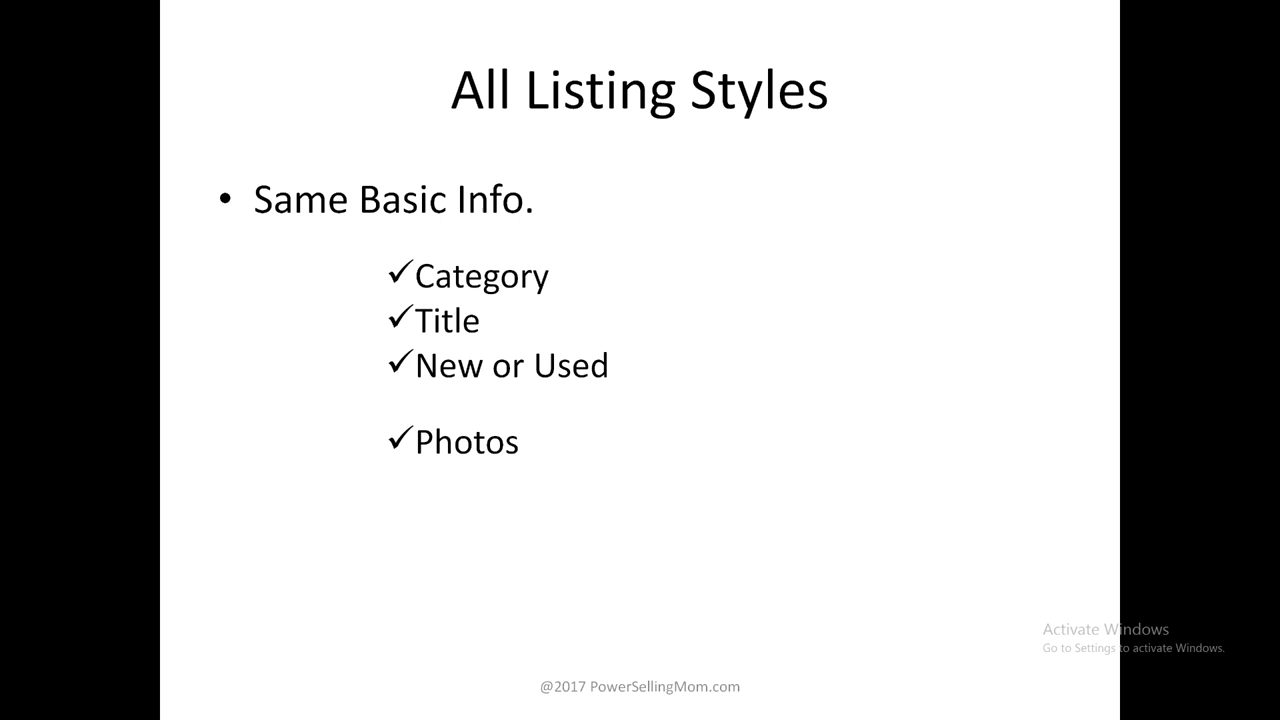 All Listing Styles
• Same Basic Info.
✓Category
✓Title
✓New or Used
✓Photos
Activate Windows
Go to Settings to activate Windows.
@2017 PowerSellingMom.com